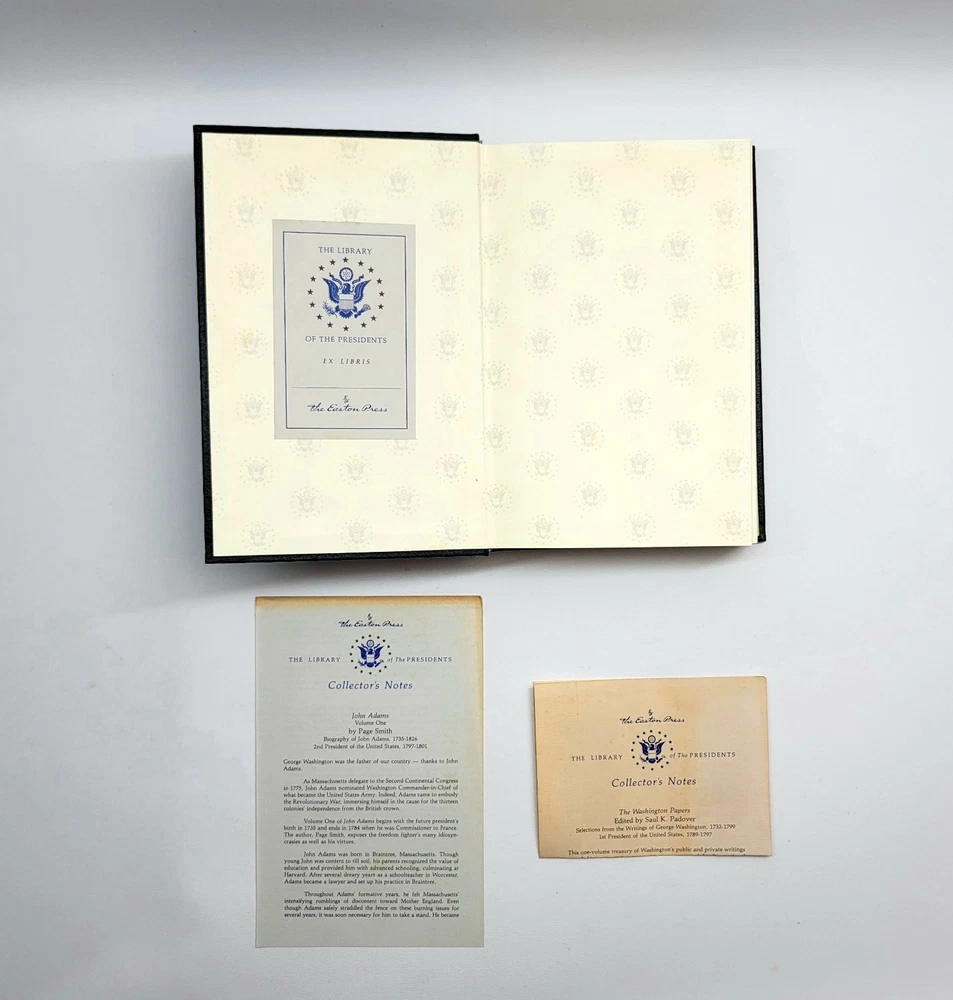 THE LIBRARY
OF THE PRESIDENTS
EX LIBRIS
The Easton Press
The Easton Press
THE LIBRARY of The PRESIDENTS
Collector's Notes
John Adams
Volume One
by Page Smith
Biography of John Adams, 1735-1826
2nd President of the United States, 1797-1801
George Washington was the father of our country — thanks to John
Adams.
As Massachusetts delegate to the Second Continental Congress
in 1775, John Adams nominated Washington Commander-in-Chief of
what became the United States Army. Indeed, Adams came to embody
the Revolutionary War, immersing himself in the cause for the thirteen
colonies' independence from the British crown.
Volume One of John Adams begins with the future president's
birth in 1735 and ends in 1784 when he was Commissioner to France.
The author, Page Smith, exposes the freedom fighter's many idiosyn-
crasies as well as his virtues.
John Adams was born in Braintree, Massachusetts. Though
young John was content to till soil, his parents recognized the value of
education and provided him with advanced schooling, culminating at
Harvard. After several dreary years as a schoolteacher in Worcester,
Adams became a lawyer and set up his practice in Braintree.
Throughout Adams' formative years, he felt Massachusetts'
intensifying rumblings of discontent toward Mother England. Even
though Adams safely straddled the fence on these burning issues for
several years, it was soon necessary for him to take a stand. He became
The Easton Press
THE LIBRARY of The PRESIDENTS
Collector's Notes
The Washington Papers
Edited by Saul K. Padover
Selections from the Writings of George Washington, 1732-1799
1st President of the United States, 1789-1797
This one-volume treasury of Washington's public and private writings